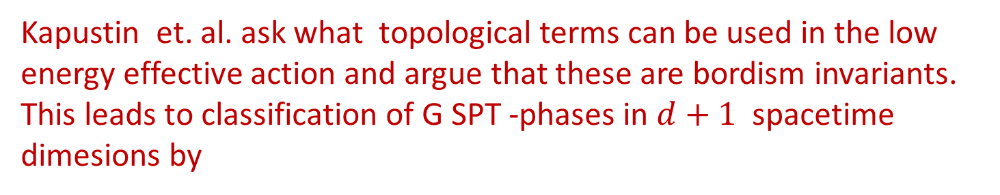 Kapustin et. al. ask what topological terms can be used in the low
energy effective action and argue that these are bordism invariants.
This leads to classification of G SPT -phases in d + 1 spacetime
dimesions by